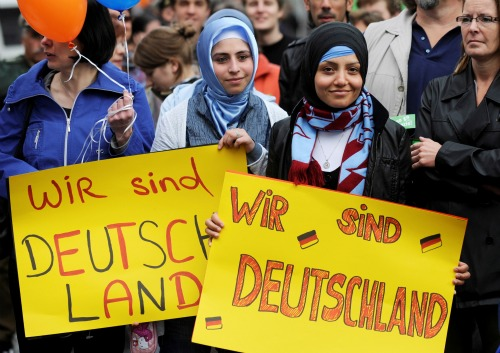 WiR sind
DEUTSCH
LAND
WiR SiND
DEUTSCHLAND